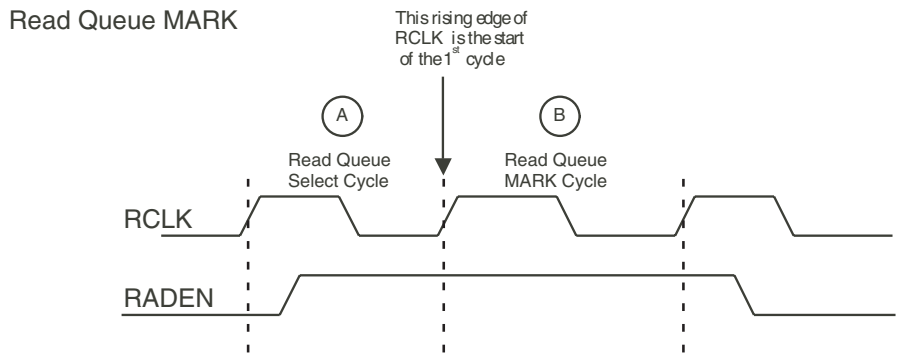 Read Queue MARK
This rising edge of
RCLK is the start
of the 1st cycle
A
B
Read Queue
Select Cycle
Read Queue
MARK Cycle
RCLK
RADEN